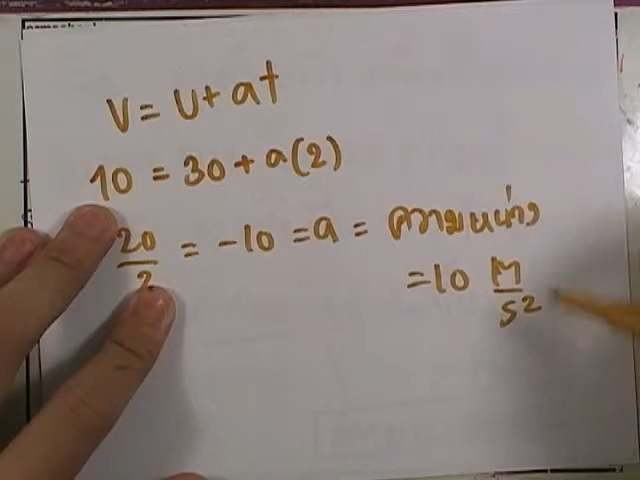 V = U + at
10 = 30 + a(2)
20/2 = -10 = a = ความหน่วง
= 10 M/S²